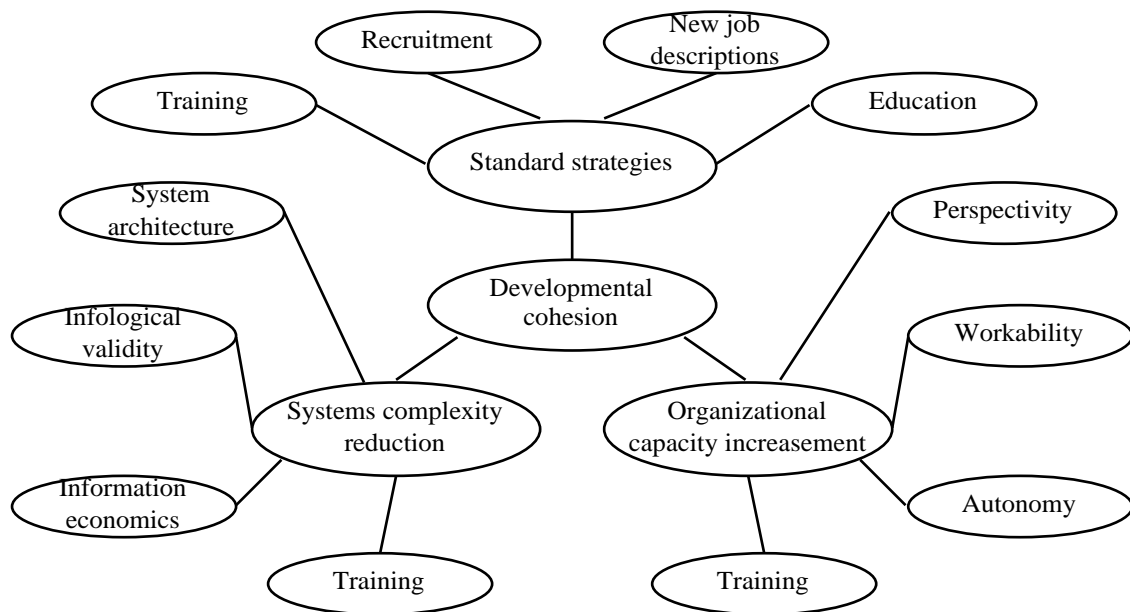 Recruitment
New job
descriptions
Training
Education
Standard strategies
System
architecture
Perspectivity
Developmental
cohesion
Infological
validity
Workability
Systems complexity
reduction
Organizational
capacity increasement
Information
economics
Autonomy
Training
Training